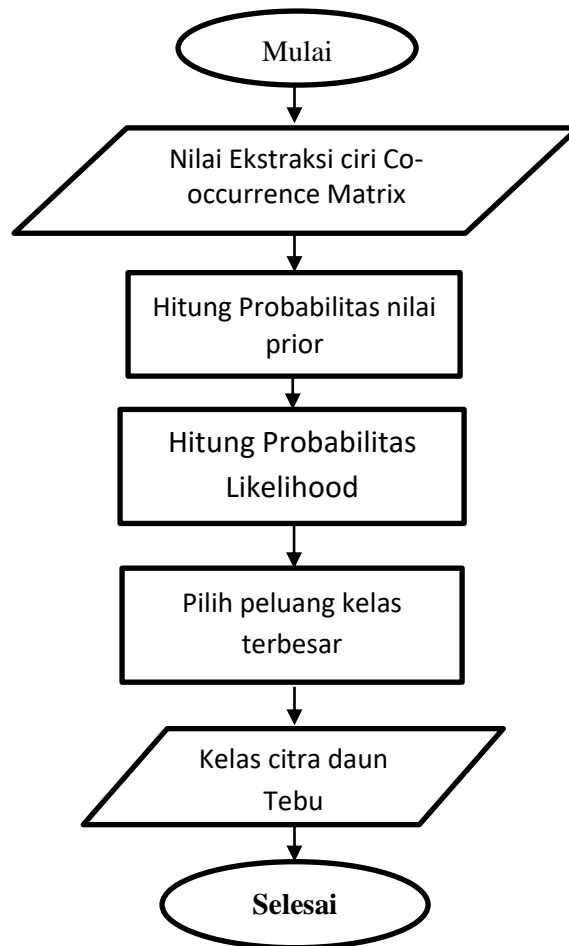 Mulai
Nilai Ekstraksi ciri Co-
occurrence Matrix
Hitung Probabilitas nilai
prior
Hitung Probabilitas
Likelihood
Pilih peluang kelas
terbesar
Kelas citra daun
Tebu
Selesai